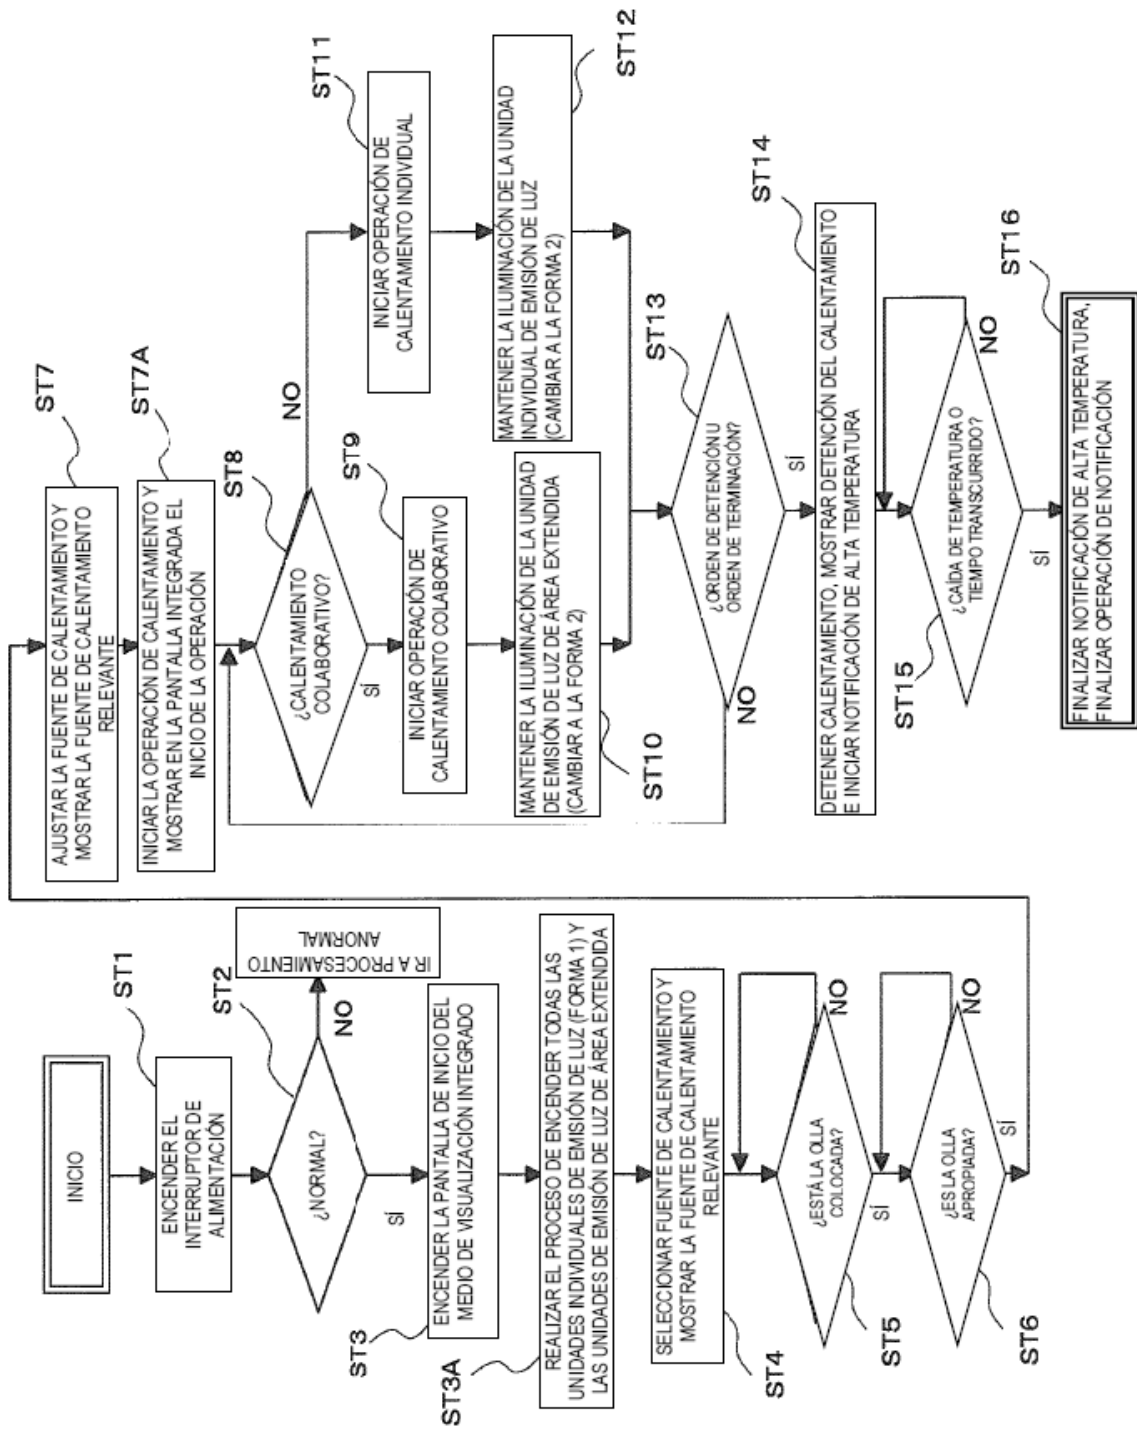 INICIO
ST1
ENCENDER EL
INTERRUPTOR DE
ALIMENTACIÓN
ST2
¿NORMAL?
NO
IR A PROCESAMIENTO
ANORMAL
SÍ
ST3
ENCENDER LA PANTALLA DE INICIO DEL
MEDIO DE VISUALIZACIÓN INTEGRADO
ST3A
REALIZAR EL PROCESO DE ENCENDER TODAS LAS
UNIDADES INDIVIDUALES DE EMISIÓN DE LUZ (FORMA 1) Y
LAS UNIDADES DE EMISIÓN DE LUZ DE ÁREA EXTENDIDA
ST4
SELECCIONAR FUENTE DE CALENTAMIENTO Y
MOSTRAR LA FUENTE DE CALENTAMIENTO
RELEVANTE
ST5
¿ESTÁ LA OLLA
COLOCADA?
NO
SÍ
ST6
¿ES LA OLLA
APROPIADA?
NO
SÍ
ST7
AJUSTAR LA FUENTE DE CALENTAMIENTO Y
MOSTRAR LA FUENTE DE CALENTAMIENTO
RELEVANTE
ST7A
INICIAR LA OPERACIÓN DE CALENTAMIENTO Y
MOSTRAR EN LA PANTALLA INTEGRADA EL
INICIO DE LA OPERACIÓN
ST8
¿CALENTAMIENTO
COLABORATIVO?
NO
SÍ
ST9
INICIAR OPERACIÓN DE
CALENTAMIENTO COLABORATIVO
ST10
MANTENER LA ILUMINACIÓN DE LA UNIDAD
DE EMISIÓN DE LUZ DE ÁREA EXTENDIDA
(CAMBIAR A LA FORMA 2)
ST11
INICIAR OPERACIÓN DE
CALENTAMIENTO INDIVIDUAL
ST12
MANTENER LA ILUMINACIÓN DE LA UNIDAD
INDIVIDUAL DE EMISIÓN DE LUZ
(CAMBIAR A LA FORMA 2)
ST13
¿ORDEN DE DETENCIÓN U
ORDEN DE TERMINACIÓN?
NO
SÍ
ST14
DETENER CALENTAMIENTO, MOSTRAR DETENCIÓN DEL CALENTAMIENTO
E INICIAR NOTIFICACIÓN DE ALTA TEMPERATURA
ST15
¿CAÍDA DE TEMPERATURA O
TIEMPO TRANSCURRIDO?
NO
SÍ
ST16
FINALIZAR NOTIFICACIÓN DE ALTA TEMPERATURA,
FINALIZAR OPERACIÓN DE NOTIFICACIÓN